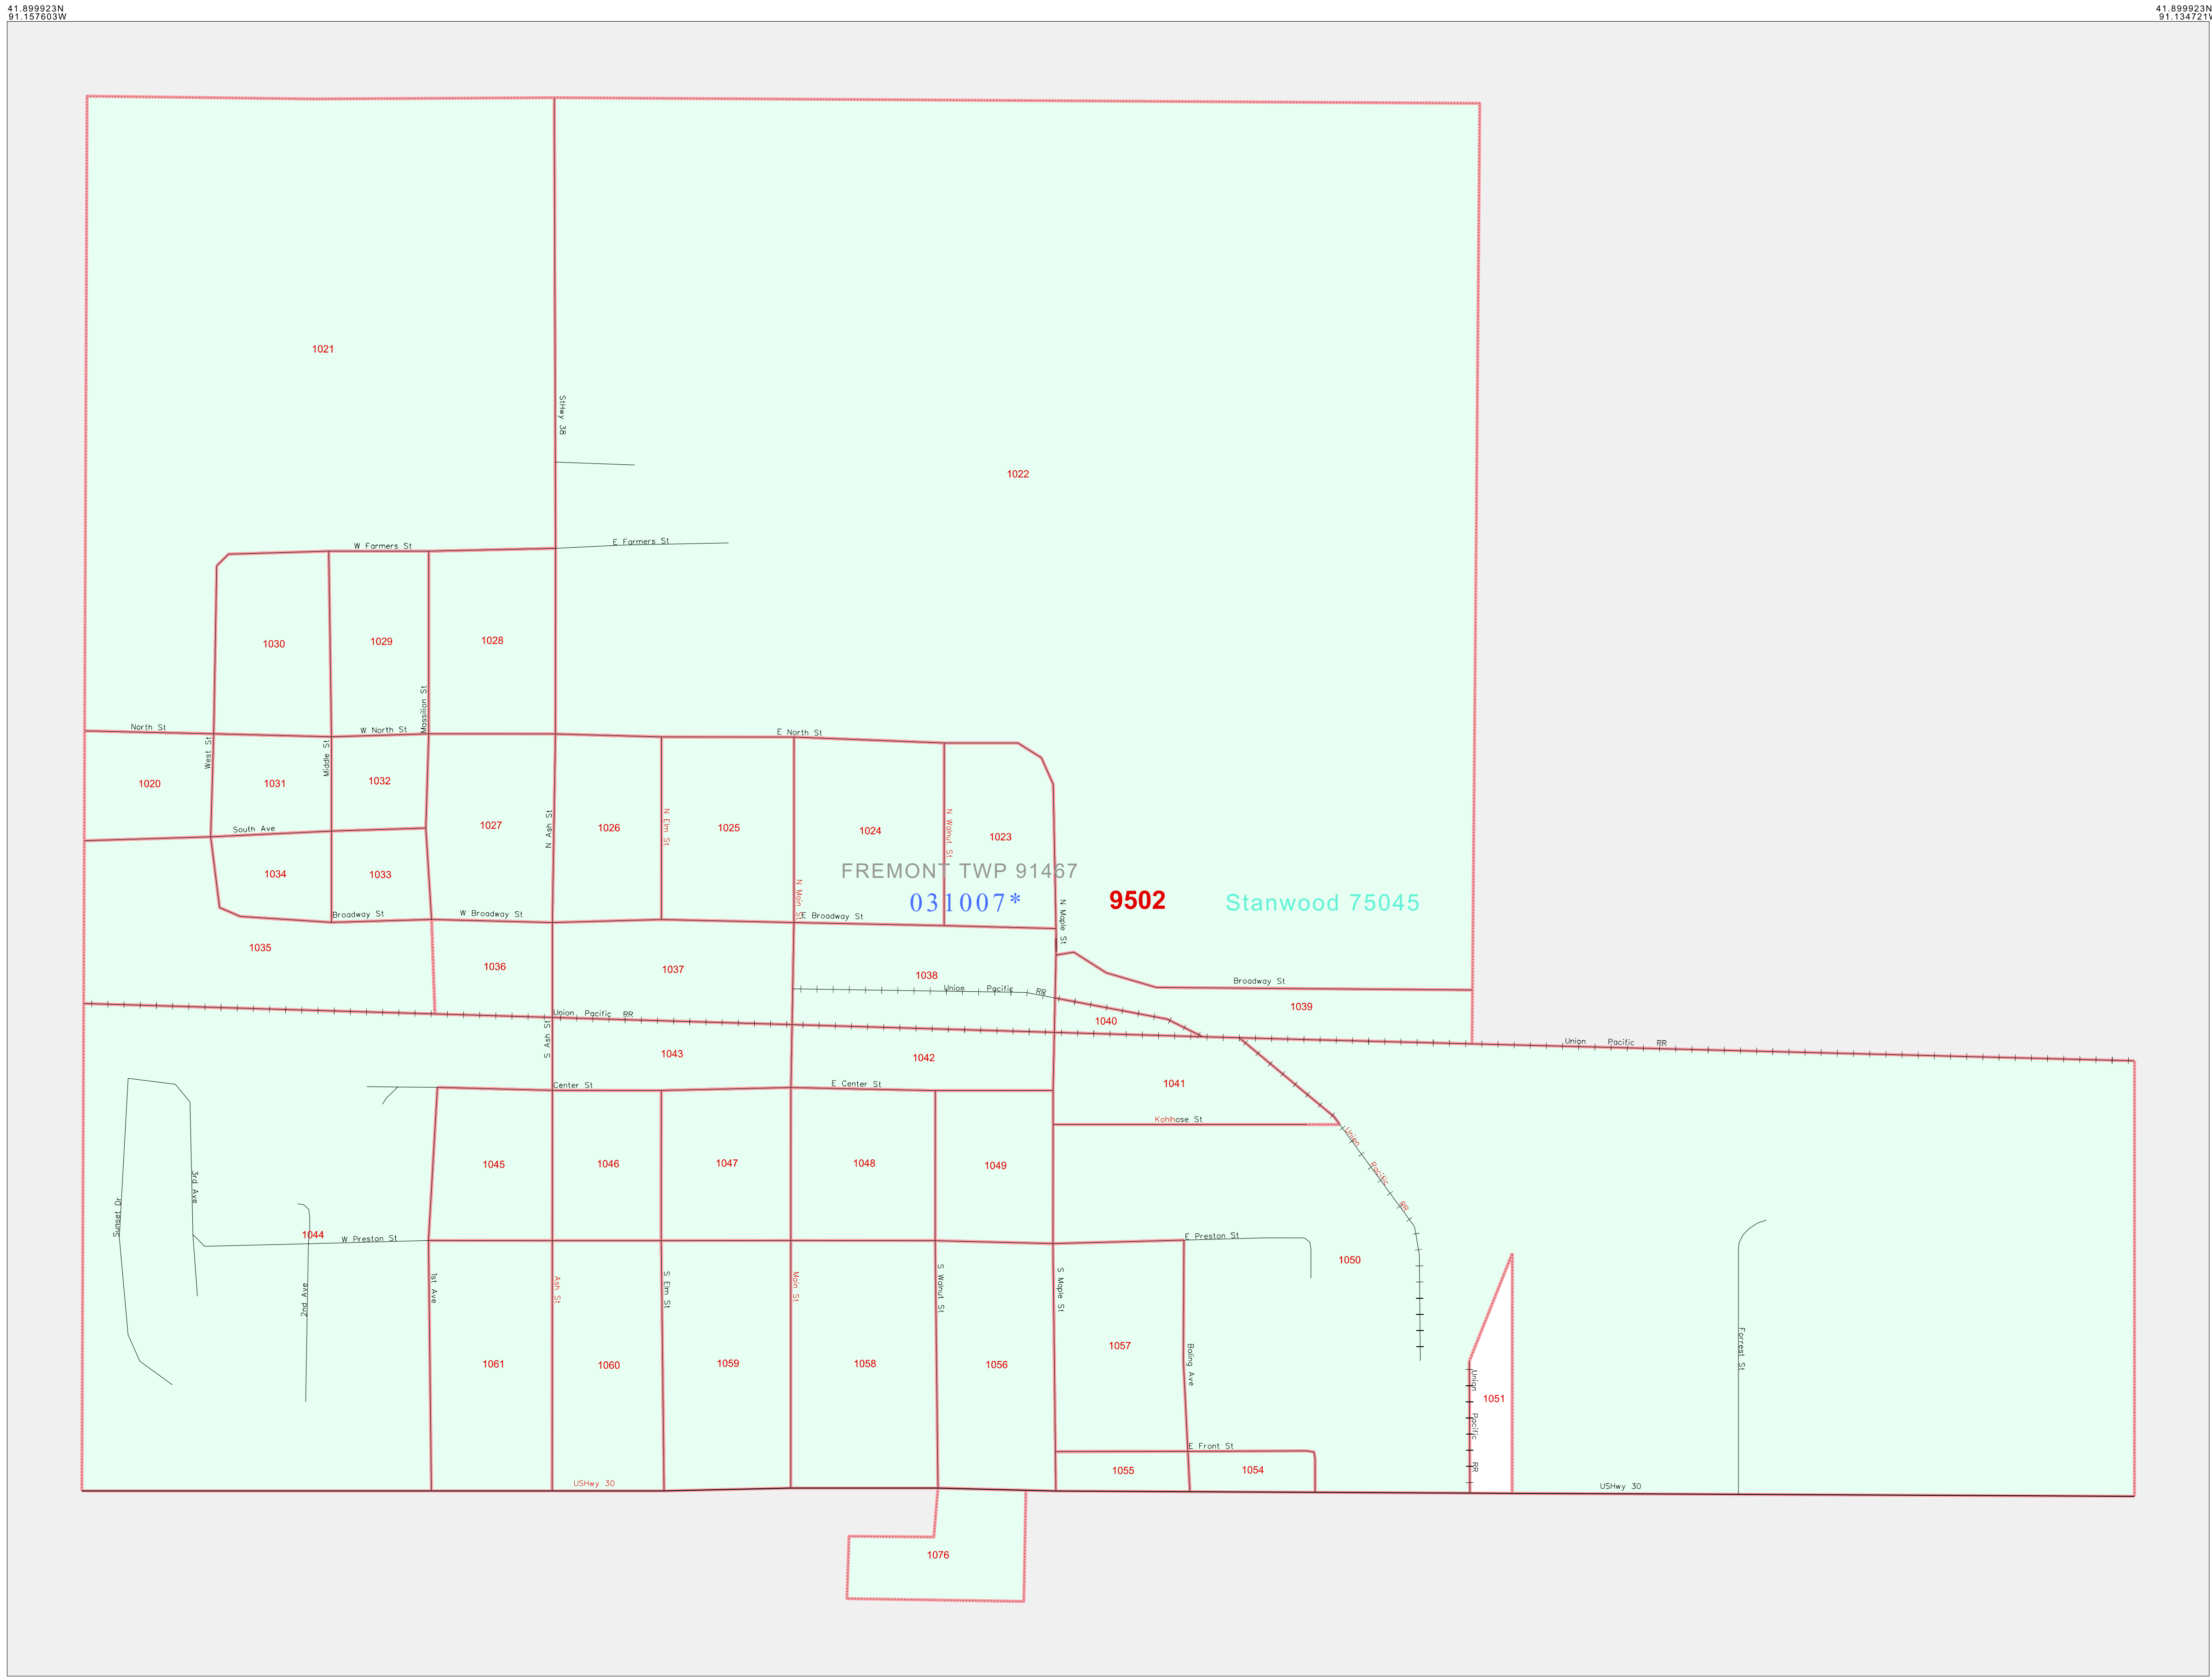 41.899923N
91.157603W
41.899923N
91.134721W
1021
StHwy 38
1022
W Farmers St
E Farmers St
1030
1029
1028
Massillon St
North St
W North St
E North St
West St
Middle St
1020
1031
1032
N Ash St
N Elm St
N Walnut St
1027
1026
1025
1024
1023
South Ave
1034
1033
FREMONT TWP 91467
031007*
9502
Stanwood 75045
N Main St
Broadway St
W Broadway St
E Broadway St
N Maple St
1035
1036
1037
1038
Union Pacific RR
Broadway St
1039
Union Pacific RR
1040
S Ash St
1043
1042
Union Pacific RR
Center St
E Center St
1041
Kohlhase St
Union Pacific RR
1045
1046
1047
1048
1049
3rd Ave
Sunset Dr
1044
W Preston St
E Preston St
1050
2nd Ave
1st Ave
Ash St
S Elm St
Main St
S Walnut St
S Maple St
1057
Boling Ave
Forrest St
1061
1060
1059
1058
1056
Union Pacific RR
1051
E Front St
1055
1054
USHwy 30
USHwy 30
1076